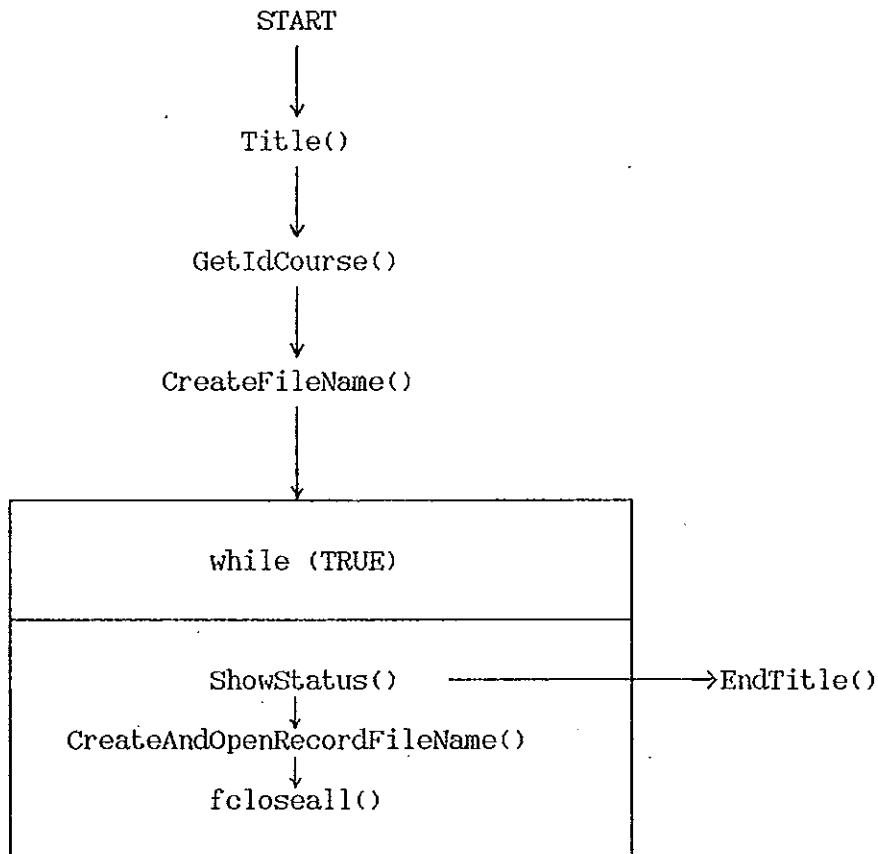 START
Title()
GetIdCourse()
CreateFileName()
while (TRUE)
ShowStatus() EndTitle()
CreateAndOpenRecordFileName()
fcloseall()